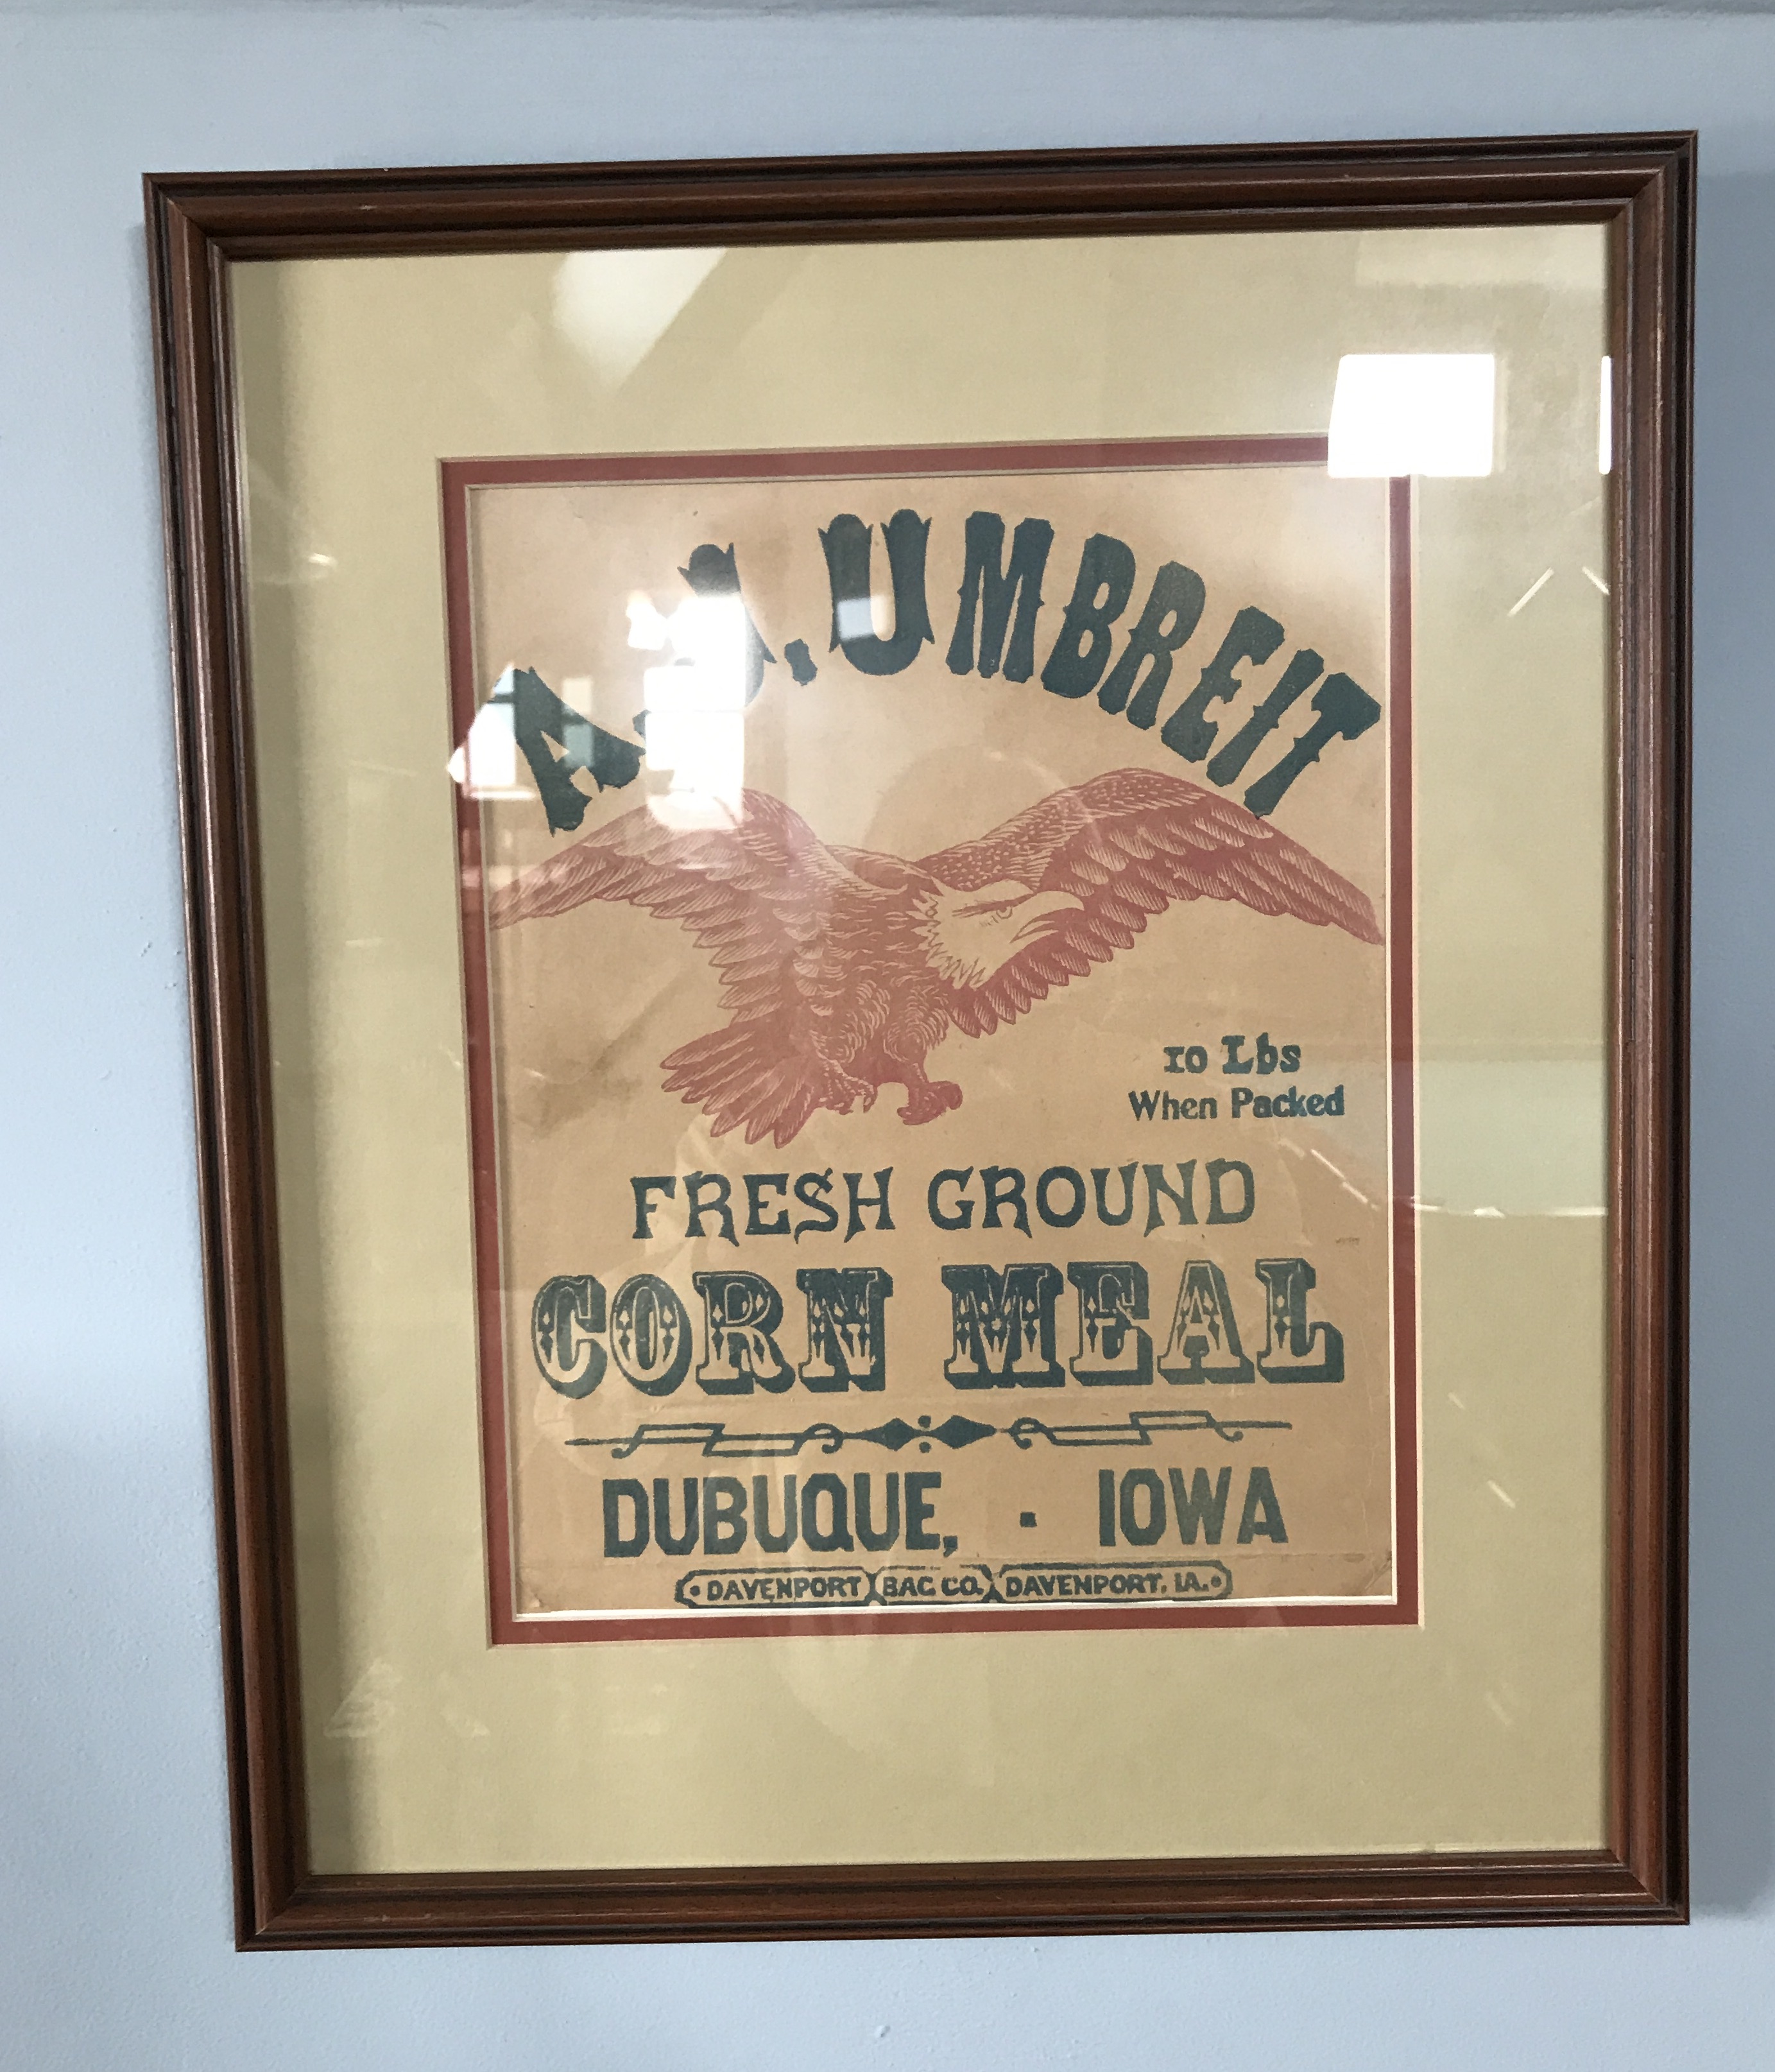 A. UMBREIT
10 Lbs
When Packed
FRESH GROUND
CORN MEAL
DUBUQUE, - IOWA
DAVENPORT BAG CO. DAVENPORT, IA.